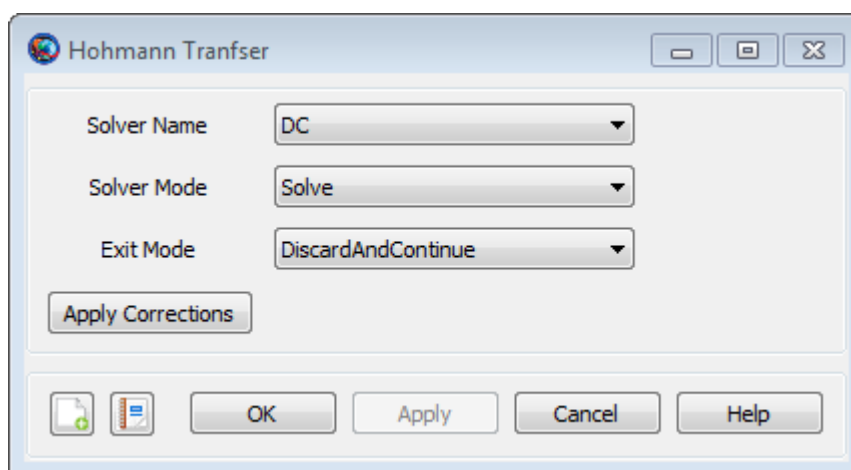 Hohmann Tranfser
Solver Name DC
Solver Mode Solve
Exit Mode DiscardAndContinue
Apply Corrections
OK Apply Cancel Help